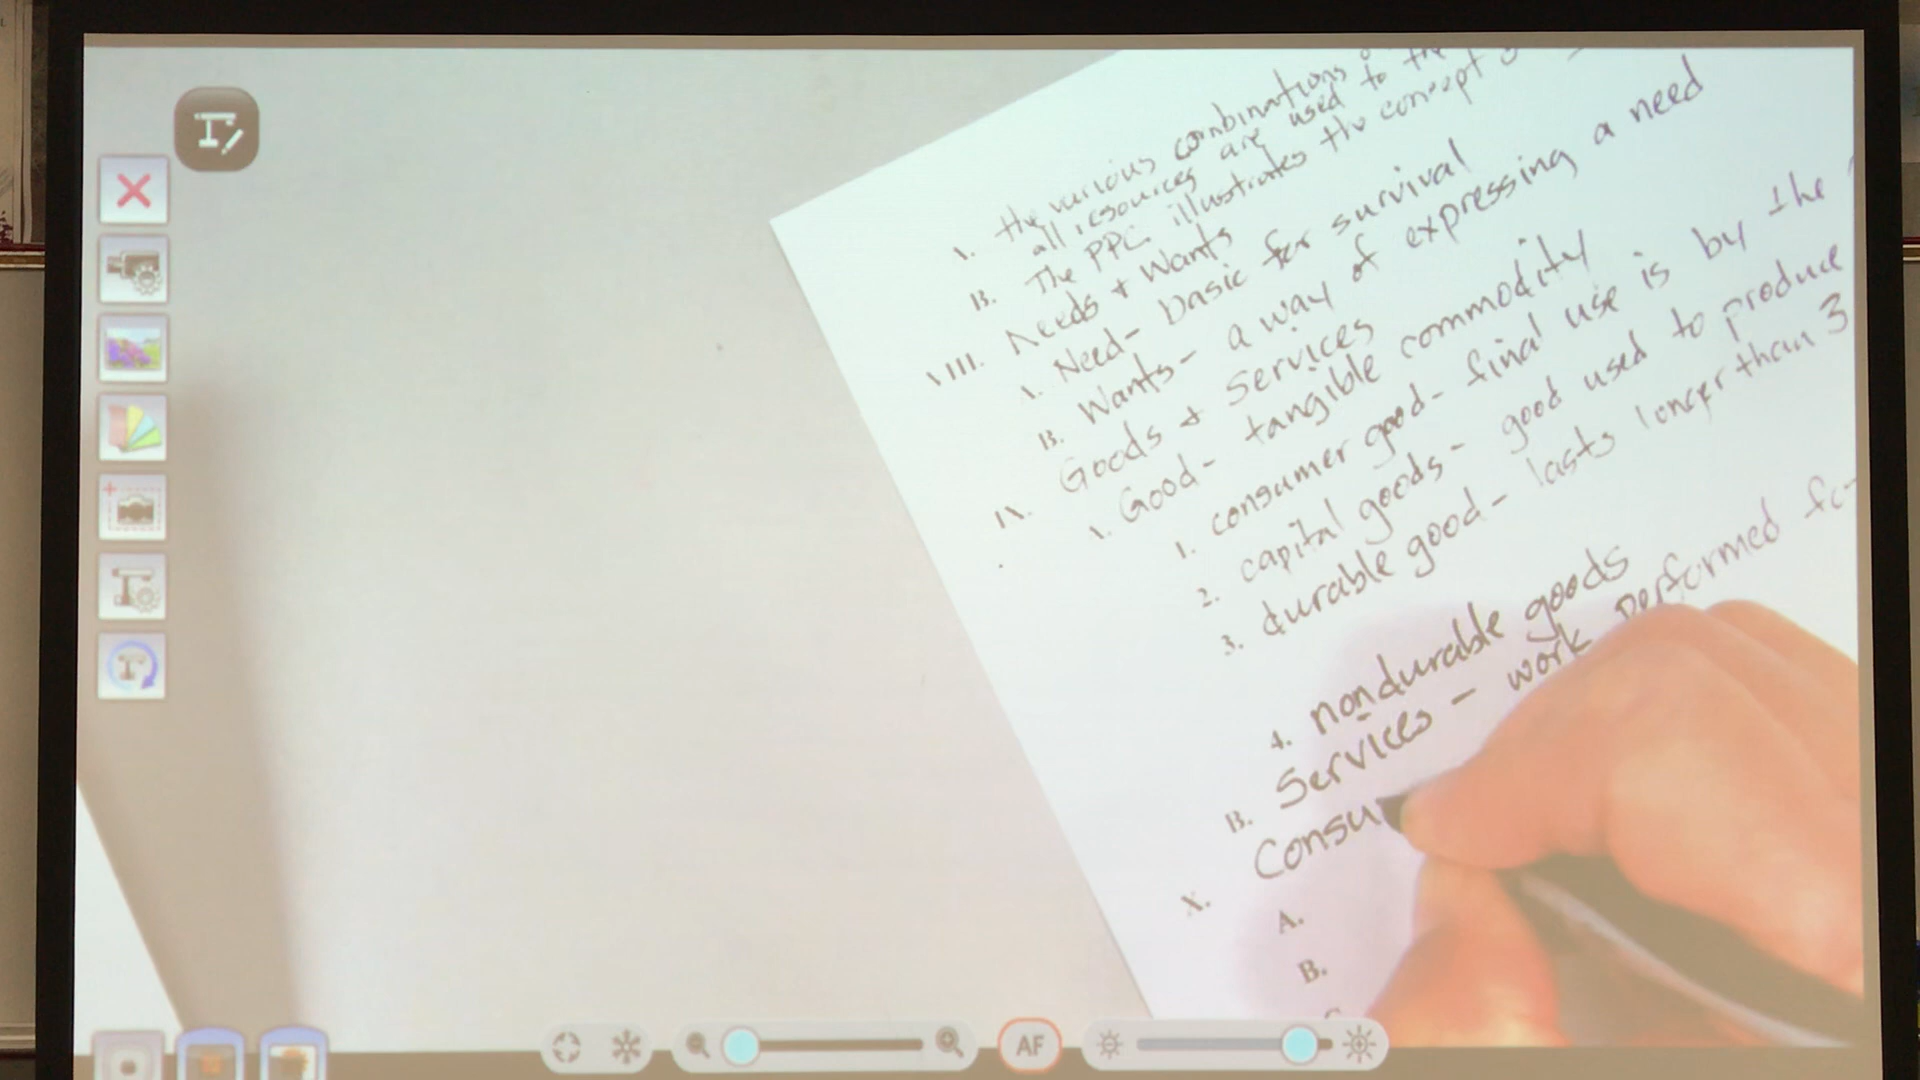 A. the various combinations
all resources are used to the
B. The PPC illustrates the concept
VIII. Needs & Wants
A. Need- basic for survival
B. Wants- a way of expressing a need
IX. Goods & Services
A. Good- tangible commodity
1. consumer good- final use is by the
2. capital goods- good used to produce
3. durable good- lasts longer than 3
4. nondurable goods
B. Services- work performed
X. Consu
A.
B.
AF